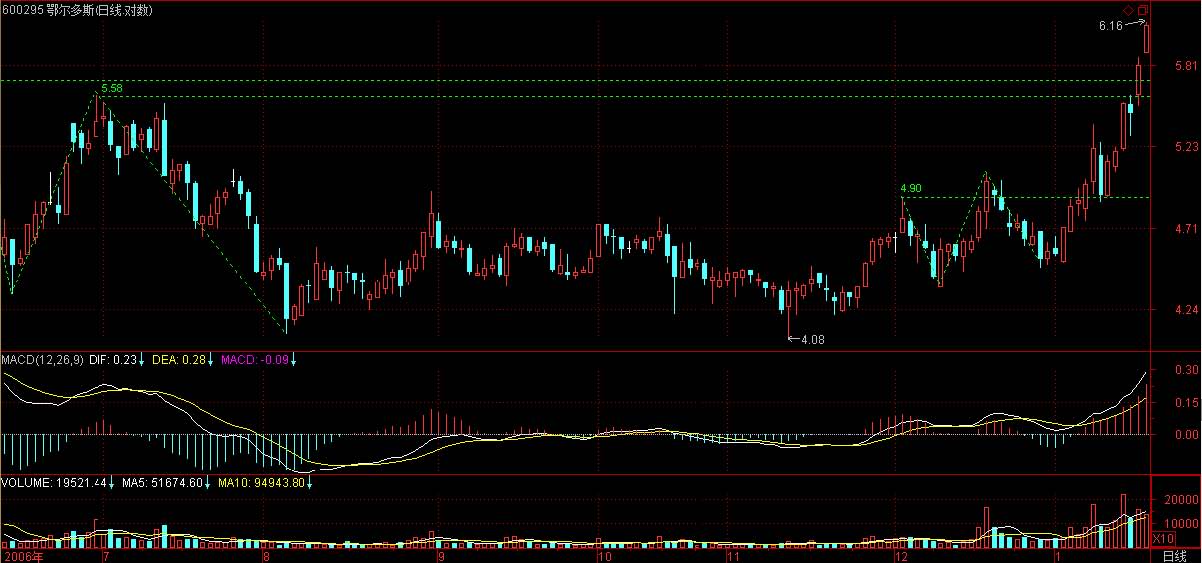 600295 鄂尔多斯(日线.对数)
6.16
5.81
5.58
5.23
4.90
4.71
4.24
4.08
MACD(12,26,9) DIF: 0.23↓ DEA: 0.28↓ MACD: -0.09↓
0.30
0.15
0.00
VOLUME: 19521.44↓ MA5: 51674.60↓ MA10: 94943.80↓
20000
10000
X10
2006年 7 8 9 10 11 12 1 日线